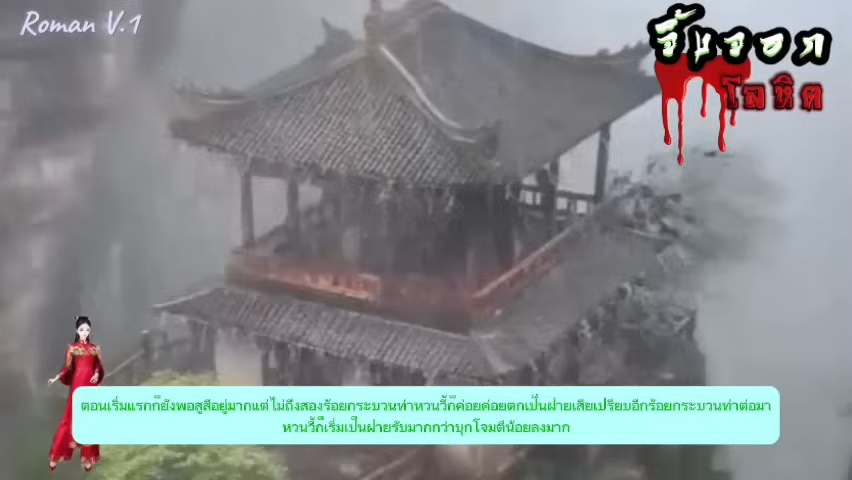 Roman V.1
จิ้งจอก
โลหิต
ตอนเริ่มแรกก็ยังพอสูสีอยู่มากแต่ไม่ถึงสองร้อยกระบวนท่าหวนวี้ก็ค่อยค่อยตกเป็นฝ่ายเสียเปรียบอีกร้อยกระบวนท่าต่อมา
หวนวี้ก็เริ่มเป็นฝ่ายรับมากกว่าบุกโจมตีน้อยลงมาก